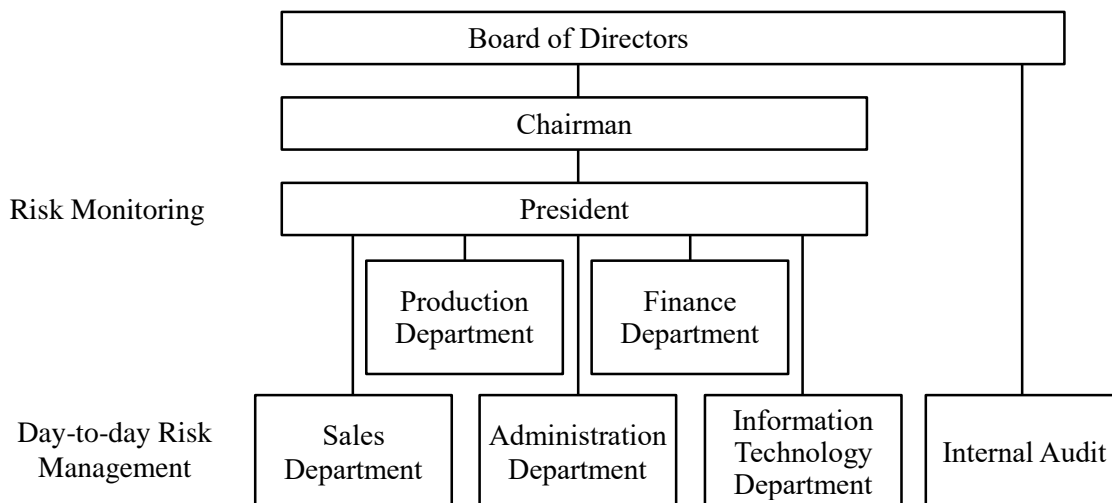 Board of Directors
Chairman
Risk Monitoring
President
Production
Department
Finance
Department
Day-to-day Risk
Management
Sales
Department
Administration
Department
Information
Technology
Department
Internal Audit